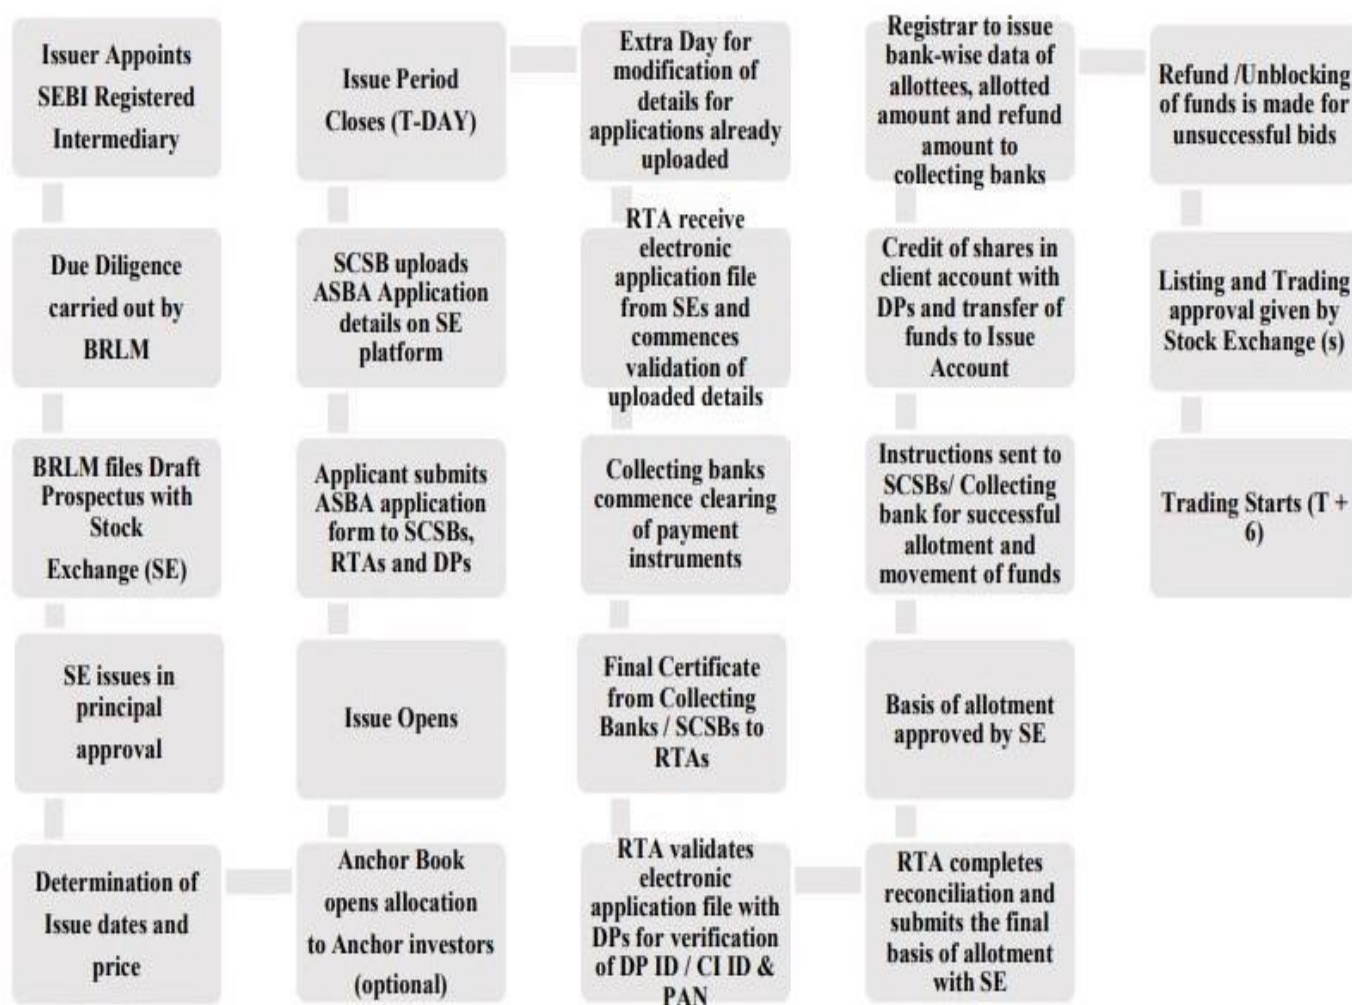 Issuer Appoints
SEBI Registered
Intermediary
Due Diligence
carried out by
BRLM
BRLM files Draft
Prospectus with
Stock
Exchange (SE)
SE issues in
principal
approval
Determination of
Issue dates and
price
Anchor Book
opens allocation
to Anchor investors
(optional)
Issue Opens
Applicant submits
ASBA application
form to SCSBs,
RTAs and DPs
SCSB uploads
ASBA Application
details on SE
platform
Issue Period
Closes (T-DAY)
Extra Day for
modification of
details for
applications already
uploaded
RTA receive
electronic
application file
from SEs and
commences
validation of
uploaded details
Collecting banks
commence clearing
of payment
instruments
Final Certificate
from Collecting
Banks / SCSBs to
RTAs
RTA validates
electronic
application file with
DPs for verification
of DP ID / CI ID &
PAN
RTA completes
reconciliation and
submits the final
basis of allotment
with SE
Basis of allotment
approved by SE
Instructions sent to
SCSBs/ Collecting
bank for successful
allotment and
movement of funds
Credit of shares in
client account with
DPs and transfer of
funds to Issue
Account
Registrar to issue
bank-wise data of
allottees, allotted
amount and refund
amount to
collecting banks
Refund /Unblocking
of funds is made for
unsuccessful bids
Listing and Trading
approval given by
Stock Exchange (s)
Trading Starts (T +
6)